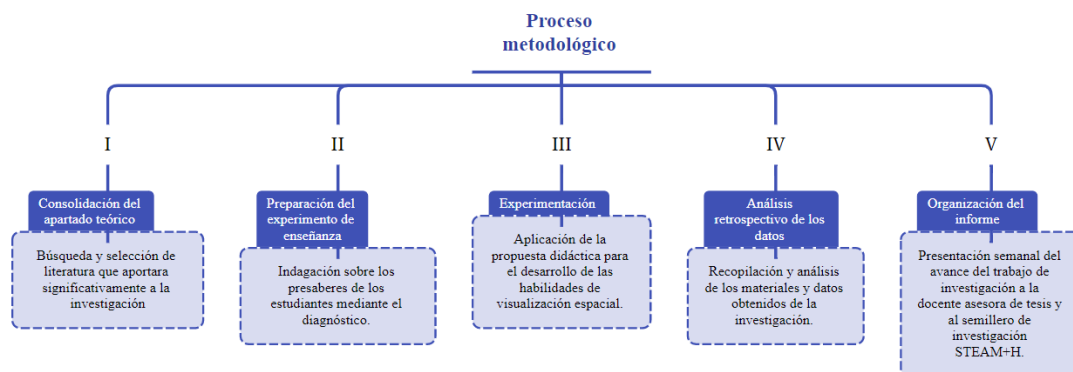 Proceso
metodológico
I
Consolidación del
apartado teórico
Búsqueda y selección de
literatura que aportara
significativamente a la
investigación
II
Preparación del
experimento de
enseñanza
Indagación sobre los
presaberes de los
estudiantes mediante el
diagnóstico.
III
Experimentación
Aplicación de la
propuesta didáctica para
el desarrollo de las
habilidades de
visualización espacial.
IV
Análisis
retrospectivo de los
datos
Recopilación y análisis
de los materiales y datos
obtenidos de la
investigación.
V
Organización del
informe
Presentación semanal del
avance del trabajo de
investigación a la
docente asesora de tesis y
al semillero de
investigación
STEAM+H.